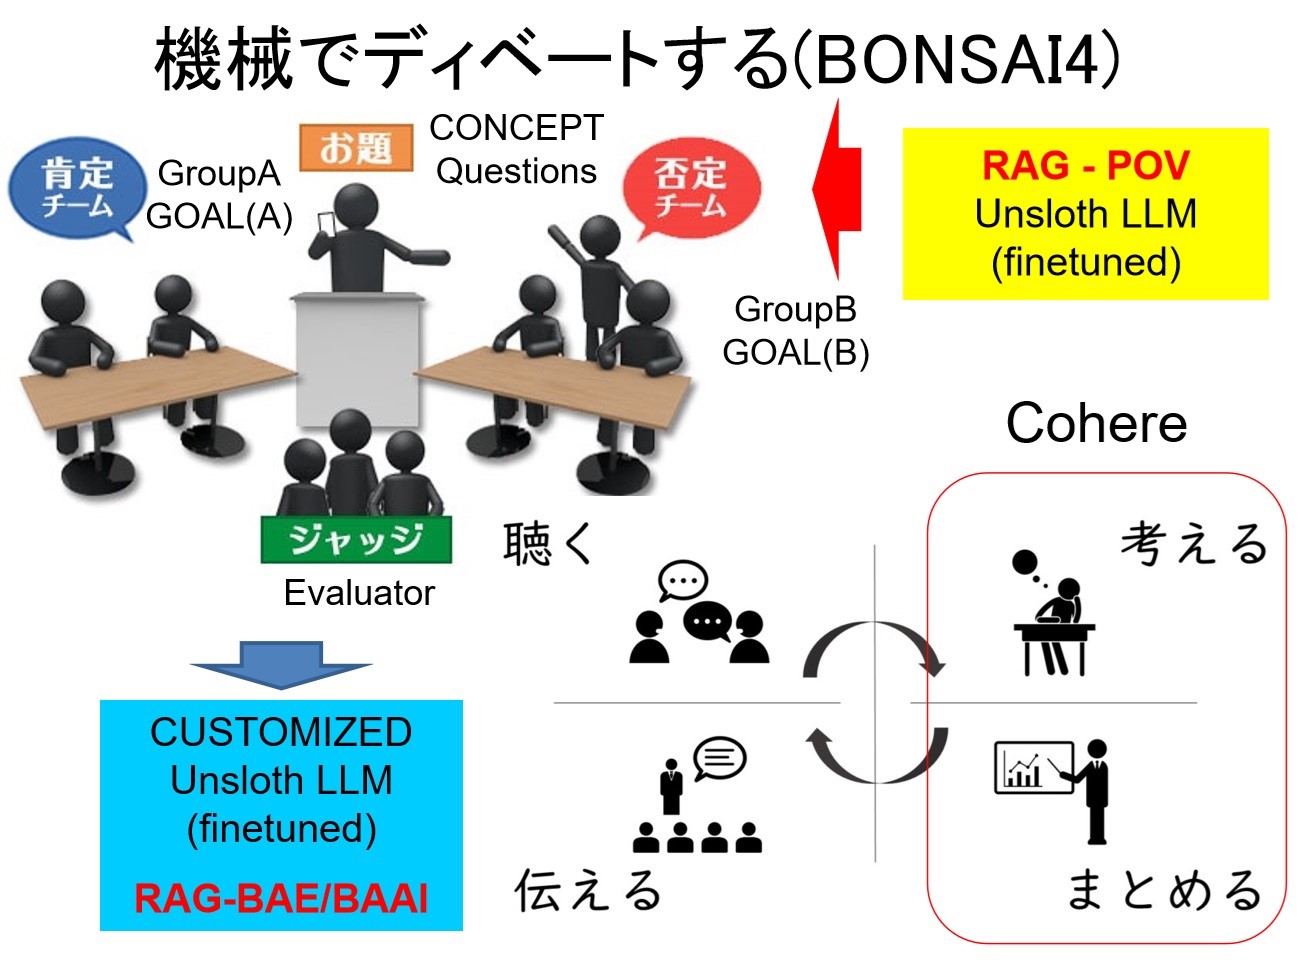 機械でディベートする(BONSAI4)
肯定
チーム
GroupA
GOAL(A)
お題
CONCEPT
Questions
否定
チーム
GroupB
GOAL(B)
RAG - POV
Unsloth LLM
(finetuned)
ジャッジ
Evaluator
CUSTOMIZED
Unsloth LLM
(finetuned)
RAG-BAE/BAAI
Cohere
聴く
考える
伝える
まとめる